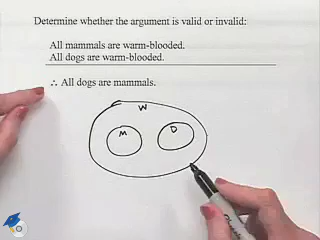 Determine whether the argument is valid or invalid:
All mammals are warm-blooded.
All dogs are warm-blooded.
∴ All dogs are mammals.
W
M D